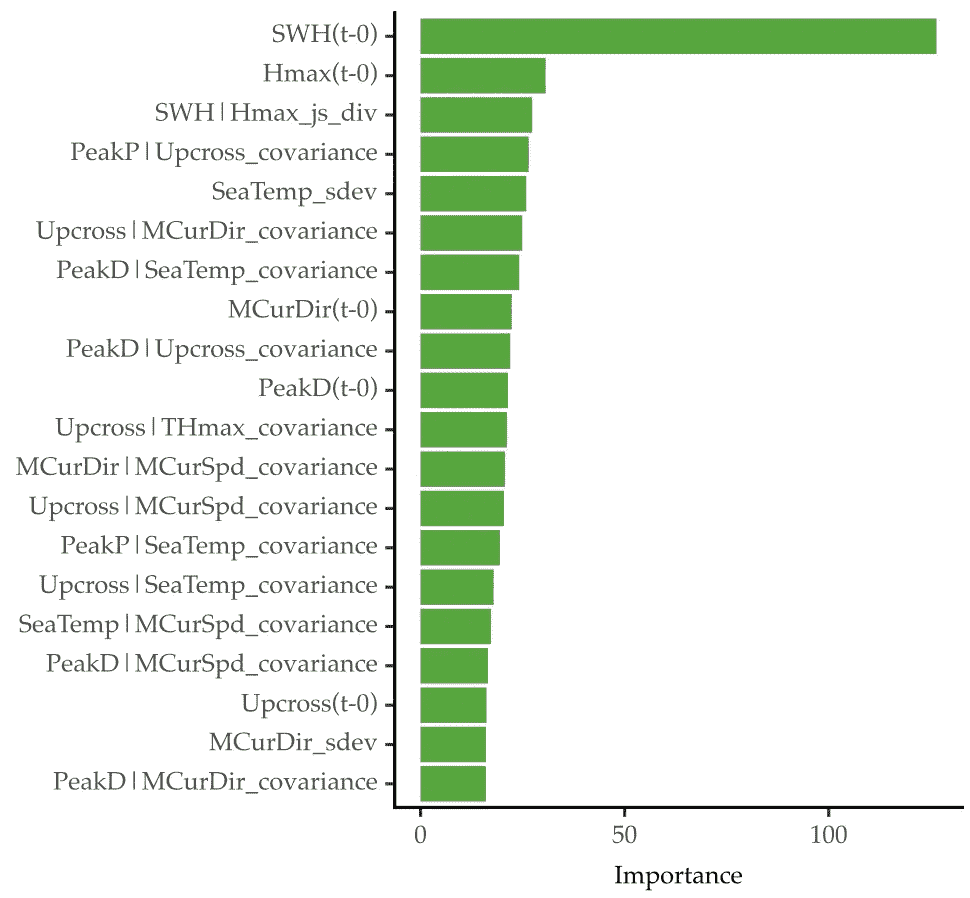 SWH(t-0)
Hmax(t-0)
SWH|Hmax_js_div
PeakP|Upcross_covariance
SeaTemp_sdev
Upcross|MCurDir_covariance
PeakD|SeaTemp_covariance
MCurDir(t-0)
PeakD|Upcross_covariance
PeakD(t-0)
Upcross|THmax_covariance
MCurDir|MCurSpd_covariance
Upcross|MCurSpd_covariance
PeakP|SeaTemp_covariance
Upcross|SeaTemp_covariance
SeaTemp|MCurSpd_covariance
PeakD|MCurSpd_covariance
Upcross(t-0)
MCurDir_sdev
PeakD|MCurDir_covariance
0 50 100
Importance